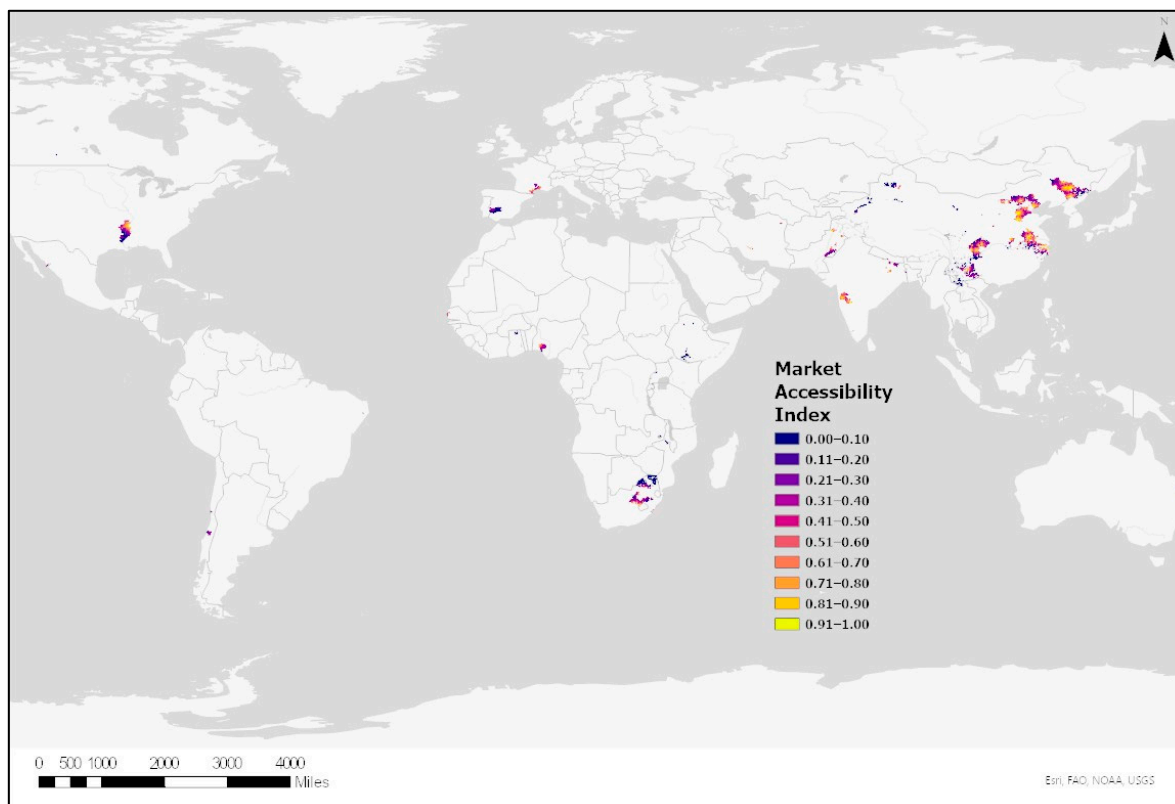 N
Market
Accessibility
Index
0.00–0.10
0.11–0.20
0.21–0.30
0.31–0.40
0.41–0.50
0.51–0.60
0.61–0.70
0.71–0.80
0.81–0.90
0.91–1.00
0 500 1000 2000 3000 4000
Miles
Esri, FAO, NOAA, USGS